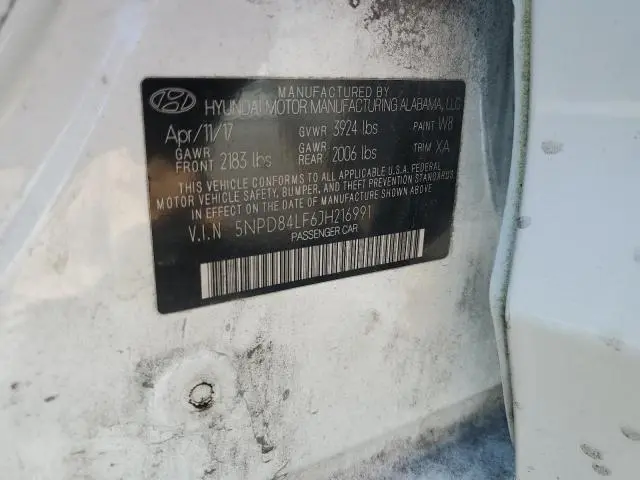 MANUFACTURED BY
HYUNDAI MOTOR MANUFACTURING ALABAMA, LLC
Apr/11/17 GVWR 3924 lbs PAINT W8
GAWR FRONT 2183 lbs GAWR REAR 2006 lbs TRIM XA
THIS VEHICLE CONFORMS TO ALL APPLICABLE U.S.A. FEDERAL
MOTOR VEHICLE SAFETY, BUMPER, AND THEFT PREVENTION
STANDARDS IN EFFECT ON THE DATE OF MANUFACTURE SHOWN ABOVE.
V.I.N 5NPD84LF6JH216991
PASSENGER CAR